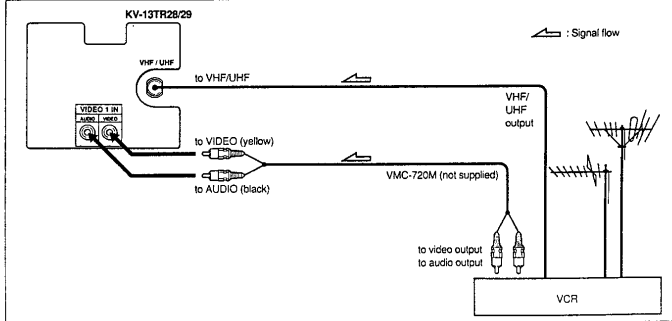 KV-13TR28/29
: Signal flow
VHF / UHF
to VHF/UHF
VHF/
UHF
output
VIDEO 1 IN
AUDIO VIDEO
to VIDEO (yellow)
VMC-720M (not supplied)
to AUDIO (black)
to video output
to audio output
VCR